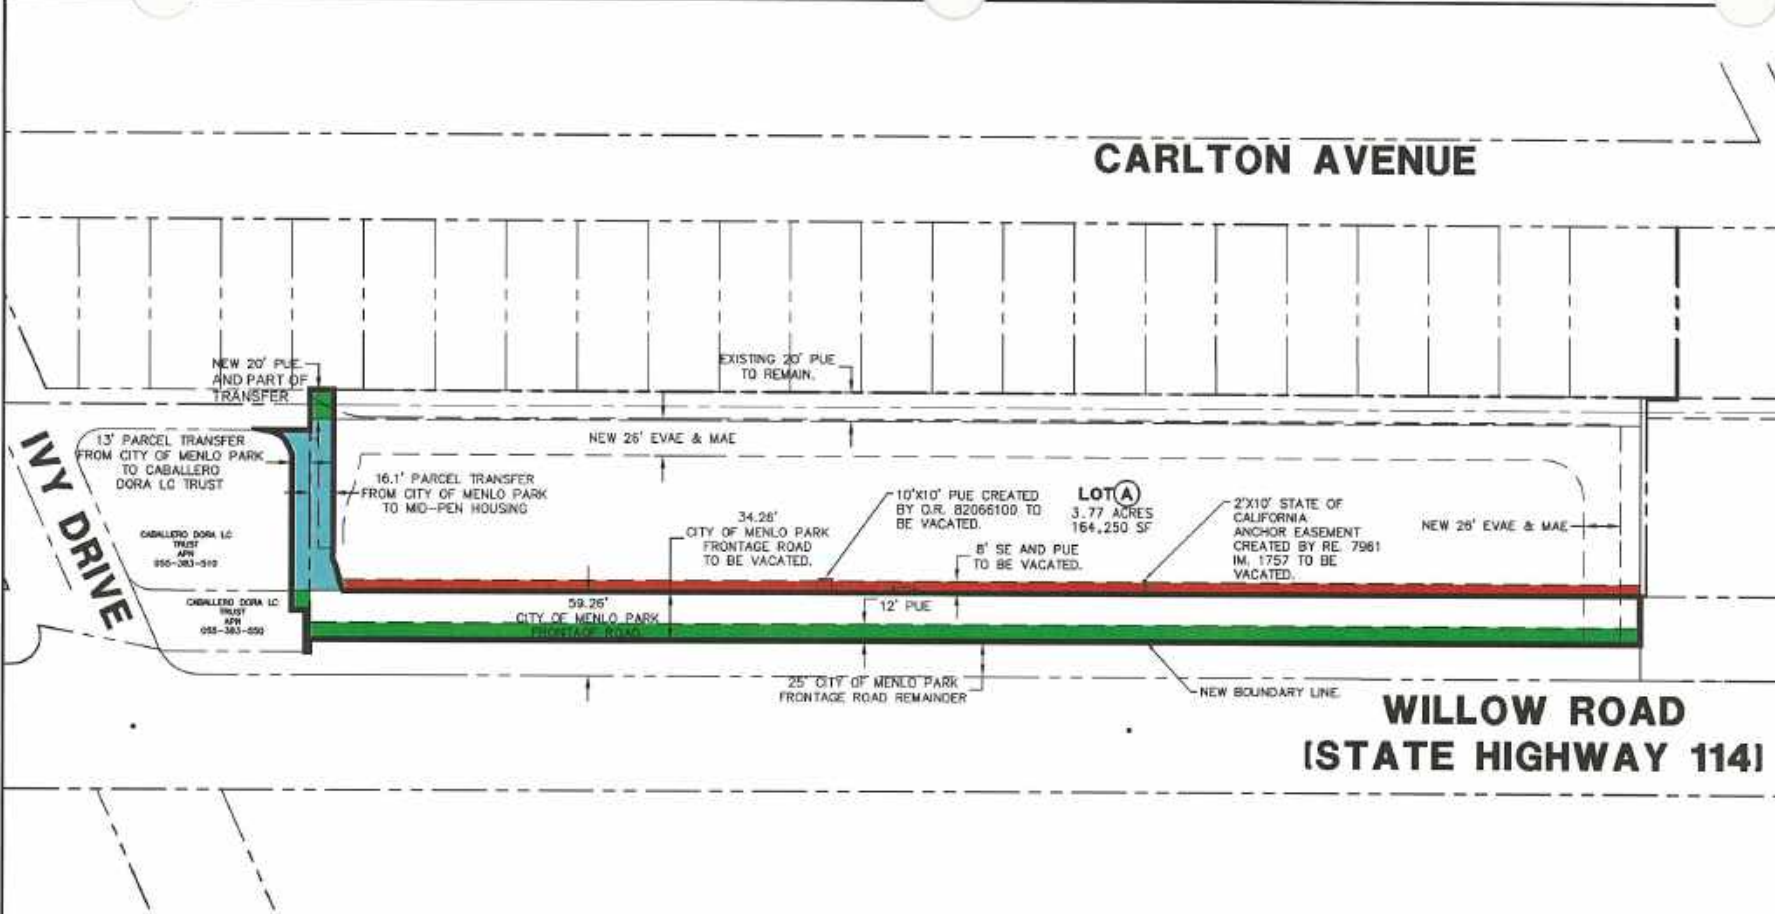 CARLTON AVENUE
NEW 20' PUE
AND PART OF
TRANSFER
EXISTING 20' PUE
TO REMAIN.
13' PARCEL TRANSFER
FROM CITY OF MENLO PARK
TO CABALLERO
DORA LC TRUST
NEW 26' EVAE & MAE
16.1' PARCEL TRANSFER
FROM CITY OF MENLO PARK
TO MID-PEN HOUSING
IVY DRIVE
CABALLERO DORA LC
TRUST
APN
055-383-510
34.26'
CITY OF MENLO PARK
FRONTAGE ROAD
TO BE VACATED.
10'X10' PUE CREATED
BY O.R. 82066100 TO
BE VACATED.
LOT A
3.77 ACRES
164,250 SF
8' SE AND PUE
TO BE VACATED.
2'X10' STATE OF
CALIFORNIA
ANCHOR EASEMENT
CREATED BY RE. 7961
IM. 1757 TO BE
VACATED.
NEW 26' EVAE & MAE
CABALLERO DORA LC
TRUST
APN
055-383-550
59.26'
CITY OF MENLO PARK
FRONTAGE ROAD
12' PUE
25' CITY OF MENLO PARK
FRONTAGE ROAD REMAINDER
NEW BOUNDARY LINE
WILLOW ROAD
(STATE HIGHWAY 114)